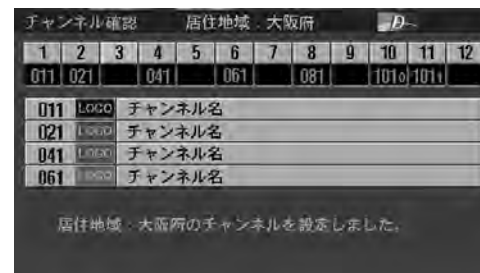 チャンネル確認 居住地域：大阪府 D
1 2 3 4 5 6 7 8 9 10 11 12
011 021 041 061 081 1010 1011
011 LOGO チャンネル名
021 LOGO チャンネル名
041 LOGO チャンネル名
061 LOGO チャンネル名
居住地域：大阪府のチャンネルを設定しました。